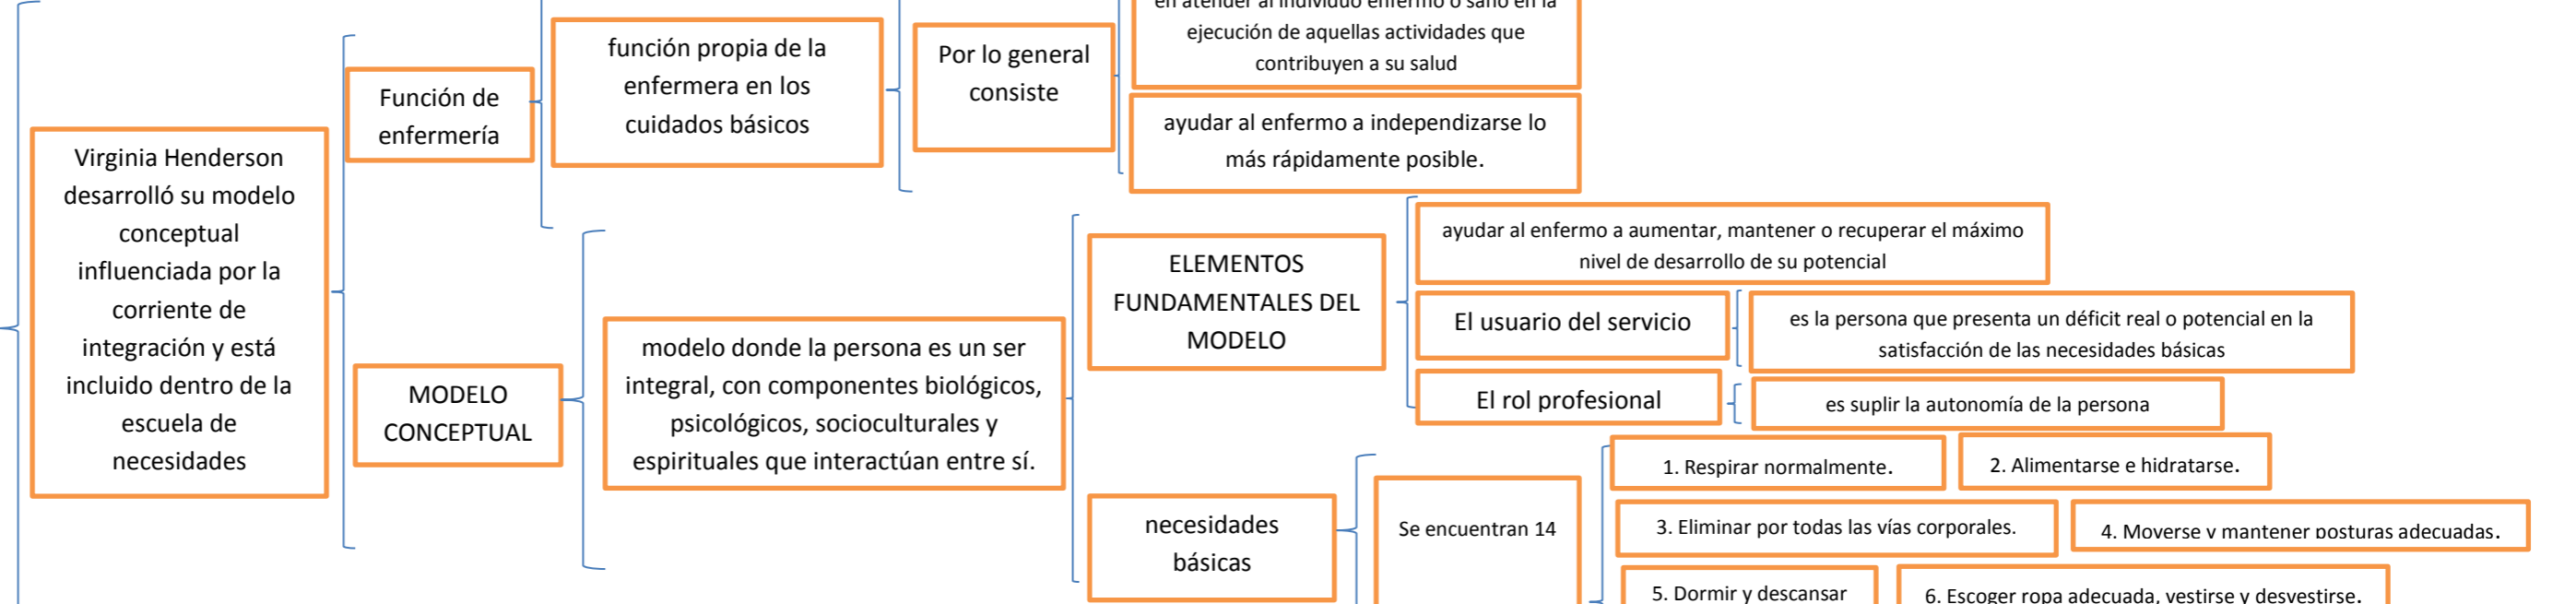 Virginia Henderson
desarrolló su modelo
conceptual
influenciada por la
corriente de
integración y está
incluido dentro de la
escuela de
necesidades
Función de
enfermería
función propia de la
enfermera en los
cuidados básicos
Por lo general
consiste
en atender al individuo enfermo o sano en la
ejecución de aquellas actividades que
contribuyen a su salud
ayudar al enfermo a independizarse lo
más rápidamente posible.
MODELO
CONCEPTUAL
modelo donde la persona es un ser
integral, con componentes biológicos,
psicológicos, socioculturales y
espirituales que interactúan entre sí.
ELEMENTOS
FUNDAMENTALES DEL
MODELO
ayudar al enfermo a aumentar, mantener o recuperar el máximo
nivel de desarrollo de su potencial
El usuario del servicio
es la persona que presenta un déficit real o potencial en la
satisfacción de las necesidades básicas
El rol profesional
es suplir la autonomía de la persona
necesidades
básicas
Se encuentran 14
1. Respirar normalmente.
2. Alimentarse e hidratarse.
3. Eliminar por todas las vías corporales.
4. Moverse y mantener posturas adecuadas.
5. Dormir y descansar
6. Escoger ropa adecuada, vestirse y desvestirse.